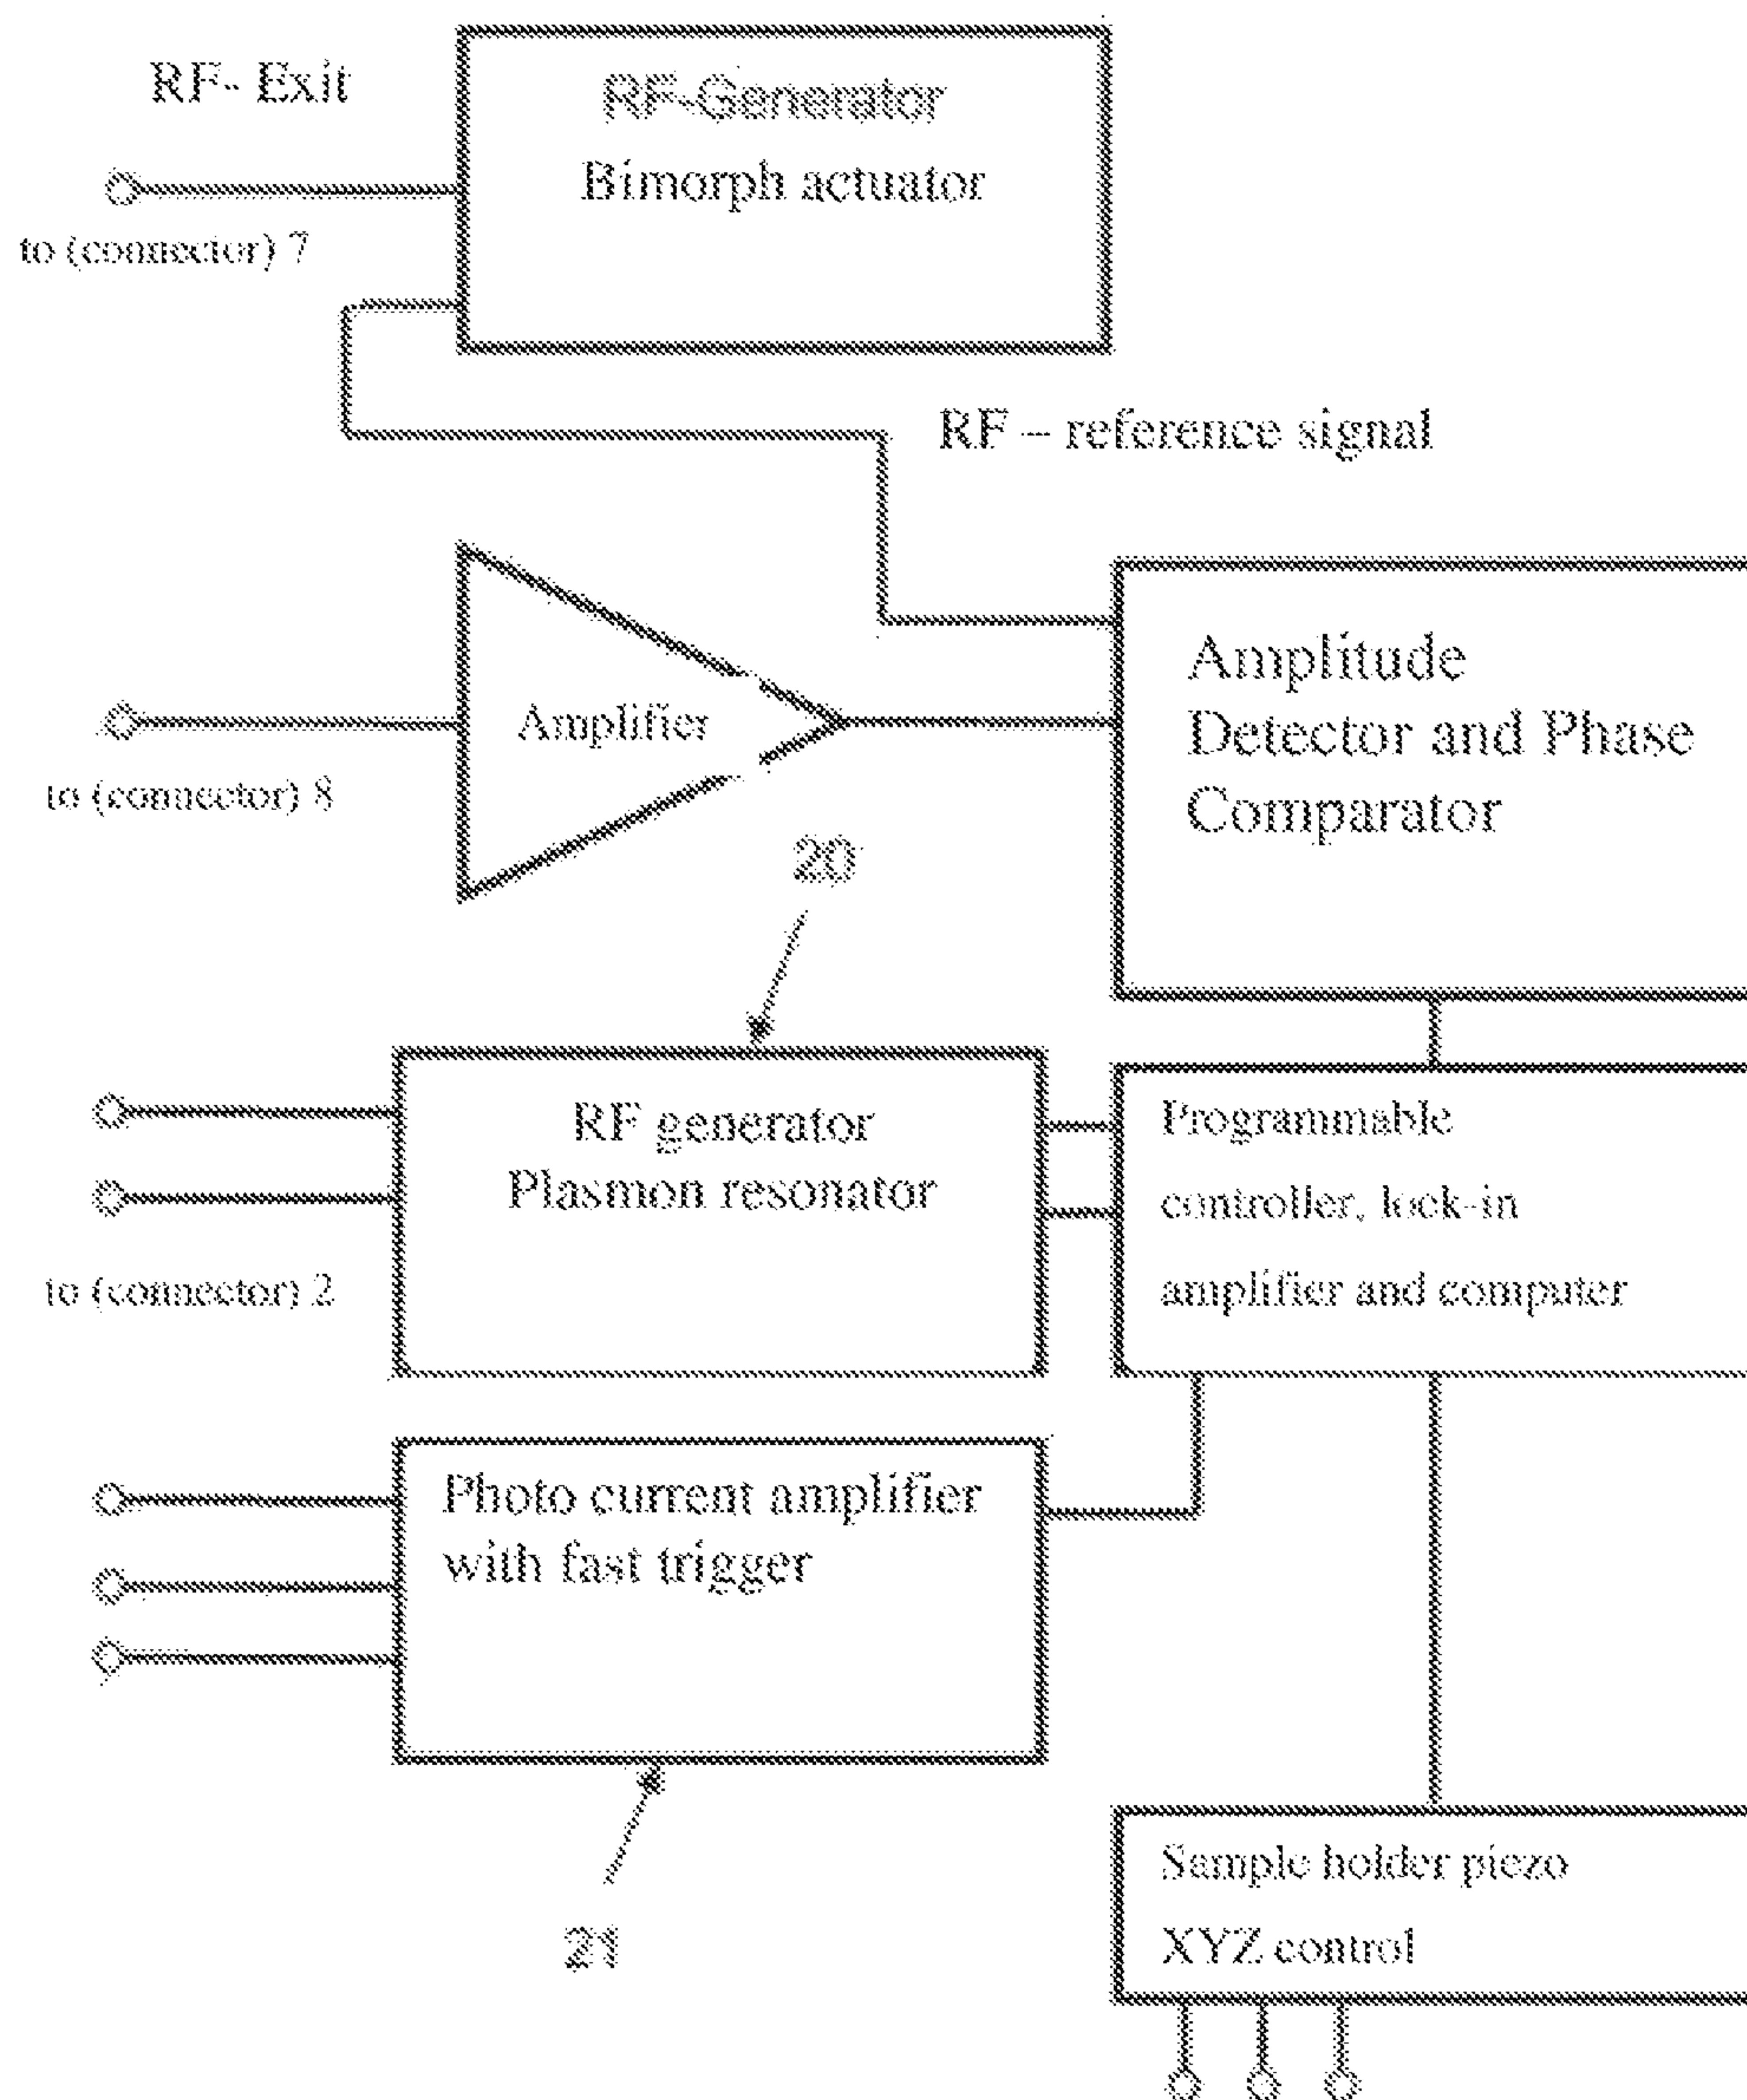 RF- Exit
RF-Generator
Bimorph actuator
to (connector) 7
RF – reference signal
Amplifier
to (connector) 8
Amplitude
Detector and Phase
Comparator
20
RF generator
Plasmon resonator
to (connector) 2
Programmable
controller, lock-in
amplifier and computer
Photo current amplifier
with fast trigger
21
Sample holder piezo
XYZ control